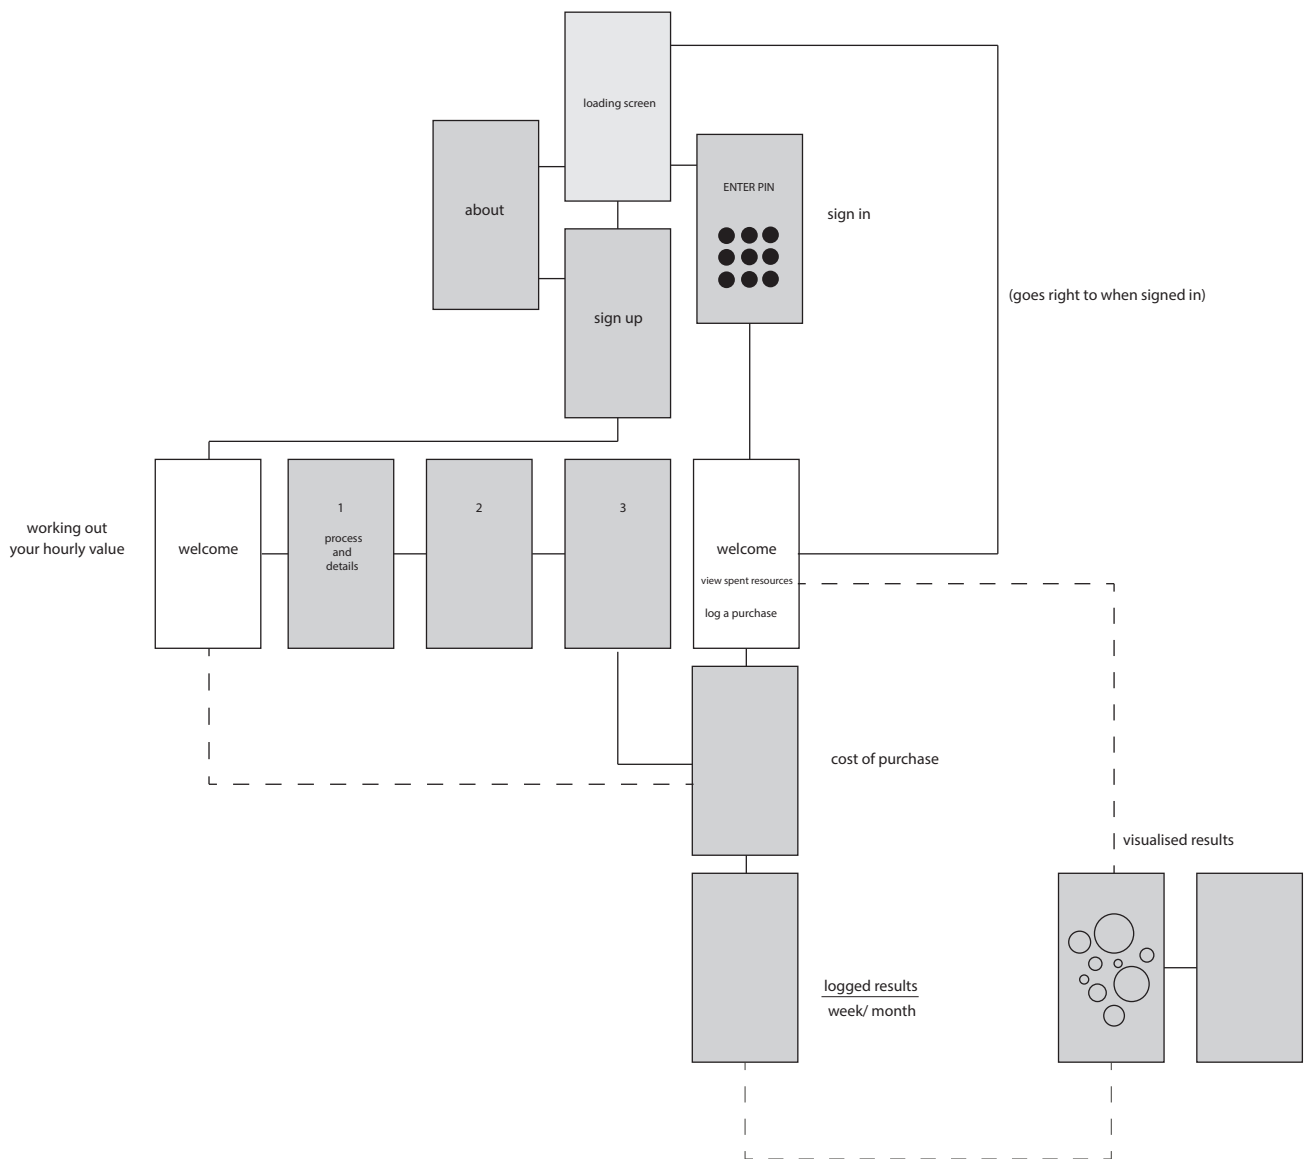 loading screen
about
ENTER PIN
sign in
sign up
(goes right to when signed in)
working out
your hourly value
welcome
1
process
and
details
2
3
welcome
view spent resources
log a purchase
cost of purchase
visualised results
logged results
week/ month